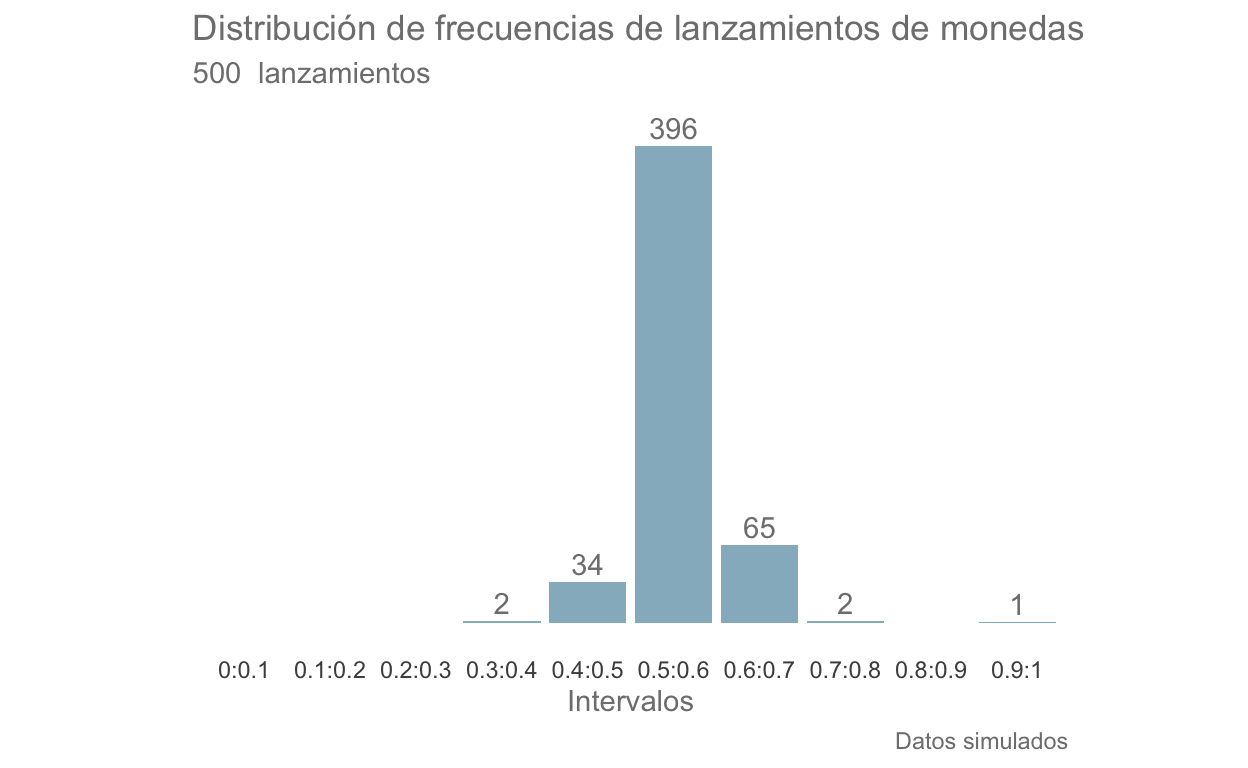 Distribución de frecuencias de lanzamientos de monedas
500 lanzamientos
396
65
34
2
2
1
0:0.1 0.1:0.2 0.2:0.3 0.3:0.4 0.4:0.5 0.5:0.6 0.6:0.7 0.7:0.8 0.8:0.9 0.9:1
Intervalos
Datos simulados